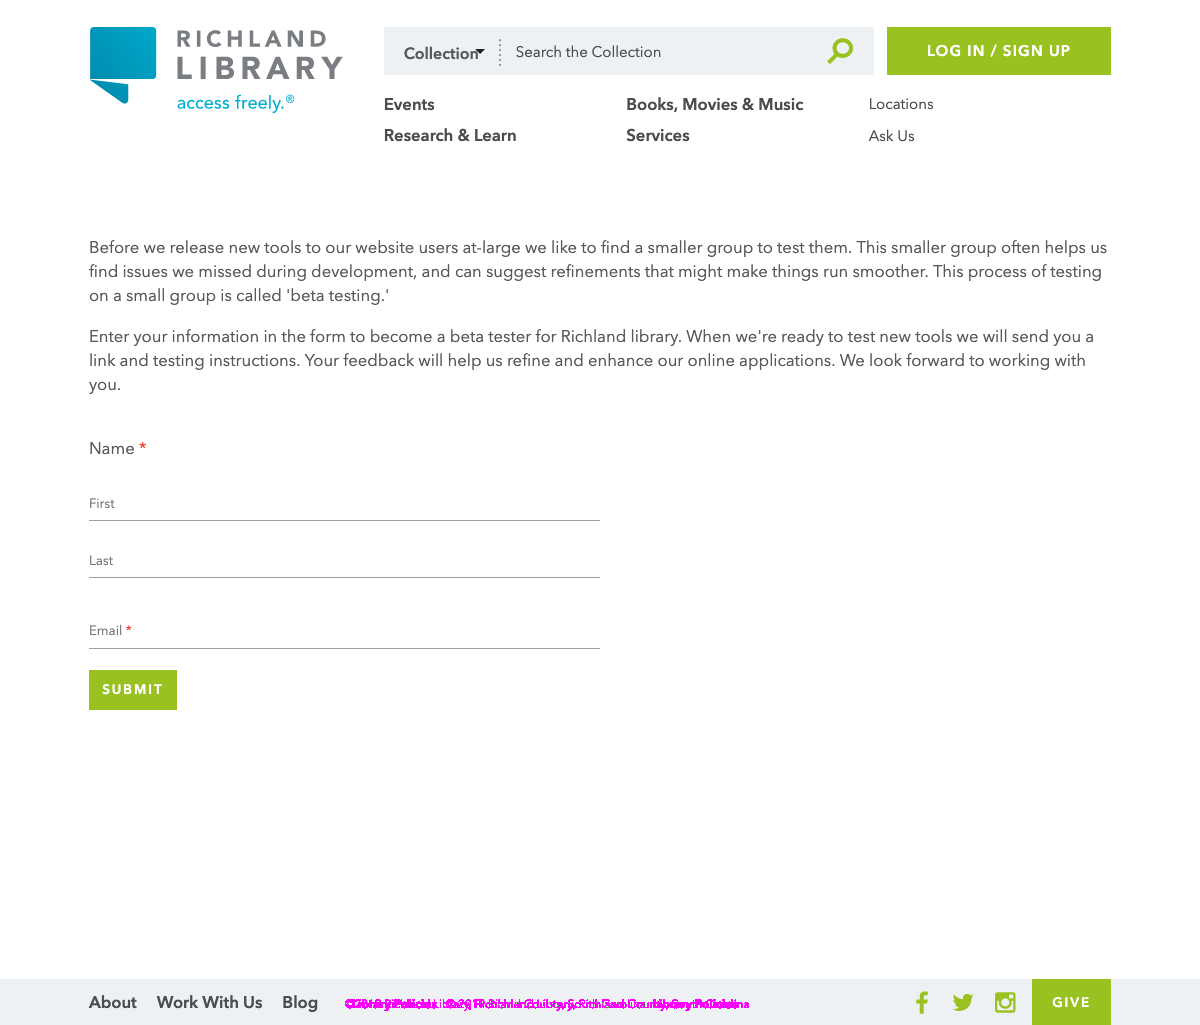 RICHLAND
LIBRARY
access freely.®
Collection
Search the Collection
LOG IN / SIGN UP
Events
Books, Movies & Music
Locations
Research & Learn
Services
Ask Us
Before we release new tools to our website users at-large we like to find a smaller group to test them. This smaller group often helps us
find issues we missed during development, and can suggest refinements that might make things run smoother. This process of testing
on a small group is called 'beta testing.'
Enter your information in the form to become a beta tester for Richland library. When we're ready to test new tools we will send you a
link and testing instructions. Your feedback will help us refine and enhance our online applications. We look forward to working with
you.
Name *
First
Last
Email *
SUBMIT
About
Work With Us
Blog
GIVE